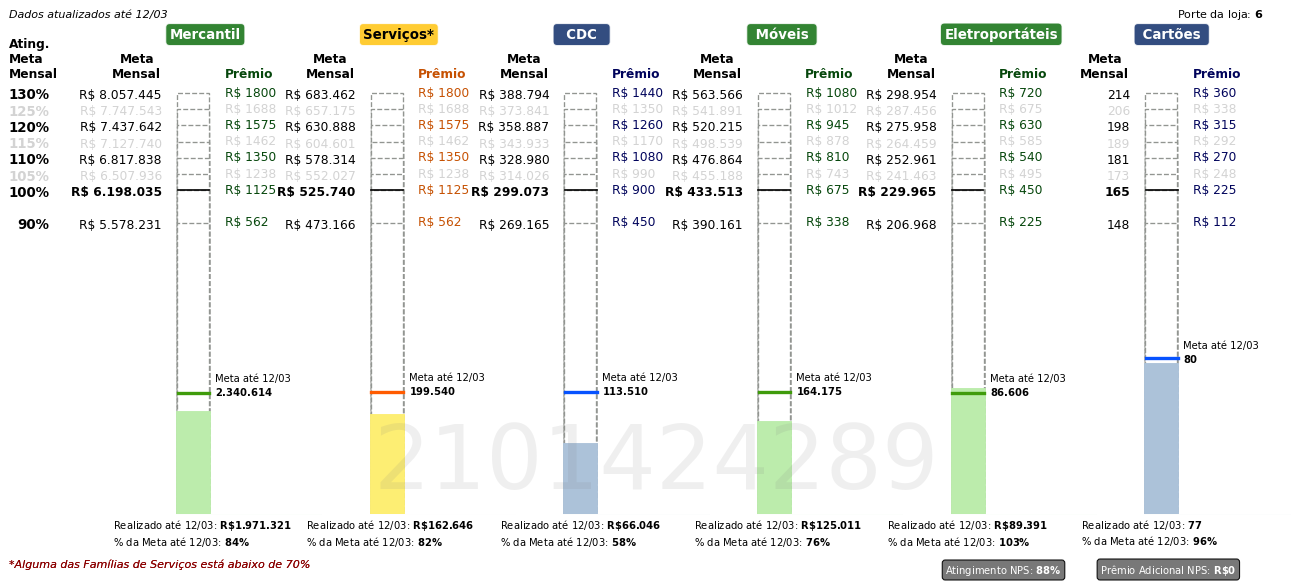 Dados atualizados até 12/03 Porte da loja: 6
Mercantil Serviços* CDC Móveis Eletroportáteis Cartões
Ating. Meta Mensal Meta Mensal Prêmio Meta Mensal Prêmio Meta Mensal Prêmio Meta Mensal Prêmio Meta Mensal Prêmio Meta Mensal Prêmio
130% R$ 8.057.445 R$ 1800 R$ 683.462 R$ 1800 R$ 388.794 R$ 1440 R$ 563.566 R$ 1080 R$ 298.954 R$ 720 214 R$ 360
125% R$ 7.747.543 R$ 1688 R$ 657.175 R$ 1688 R$ 373.841 R$ 1350 R$ 541.891 R$ 1012 R$ 287.456 R$ 675 206 R$ 338
120% R$ 7.437.642 R$ 1575 R$ 630.888 R$ 1575 R$ 358.887 R$ 1260 R$ 520.215 R$ 945 R$ 275.958 R$ 630 198 R$ 315
115% R$ 7.127.740 R$ 1462 R$ 604.601 R$ 1462 R$ 343.933 R$ 1170 R$ 498.539 R$ 878 R$ 264.459 R$ 585 189 R$ 292
110% R$ 6.817.838 R$ 1350 R$ 578.314 R$ 1350 R$ 328.980 R$ 1080 R$ 476.864 R$ 810 R$ 252.961 R$ 540 181 R$ 270
105% R$ 6.507.936 R$ 1238 R$ 552.027 R$ 1238 R$ 314.026 R$ 990 R$ 455.188 R$ 743 R$ 241.463 R$ 495 173 R$ 248
100% R$ 6.198.035 R$ 1125 R$ 525.740 R$ 1125 R$ 299.073 R$ 900 R$ 433.513 R$ 675 R$ 229.965 R$ 450 165 R$ 225
90% R$ 5.578.231 R$ 562 R$ 473.166 R$ 562 R$ 269.165 R$ 450 R$ 390.161 R$ 338 R$ 206.968 R$ 225 148 R$ 112
Meta até 12/03
80
Meta até 12/03 Meta até 12/03 Meta até 12/03 Meta até 12/03 Meta até 12/03
2.340.614 199.540 113.510 164.175 86.606
2101424289
Realizado até 12/03: R$1.971.321 Realizado até 12/03: R$162.646 Realizado até 12/03: R$66.046 Realizado até 12/03: R$125.011 Realizado até 12/03: R$89.391 Realizado até 12/03: 77
% da Meta até 12/03: 84% % da Meta até 12/03: 82% % da Meta até 12/03: 58% % da Meta até 12/03: 76% % da Meta até 12/03: 103% % da Meta até 12/03: 96%
*Alguma das Famílias de Serviços está abaixo de 70% Atingimento NPS: 88% Prêmio Adicional NPS: R$0